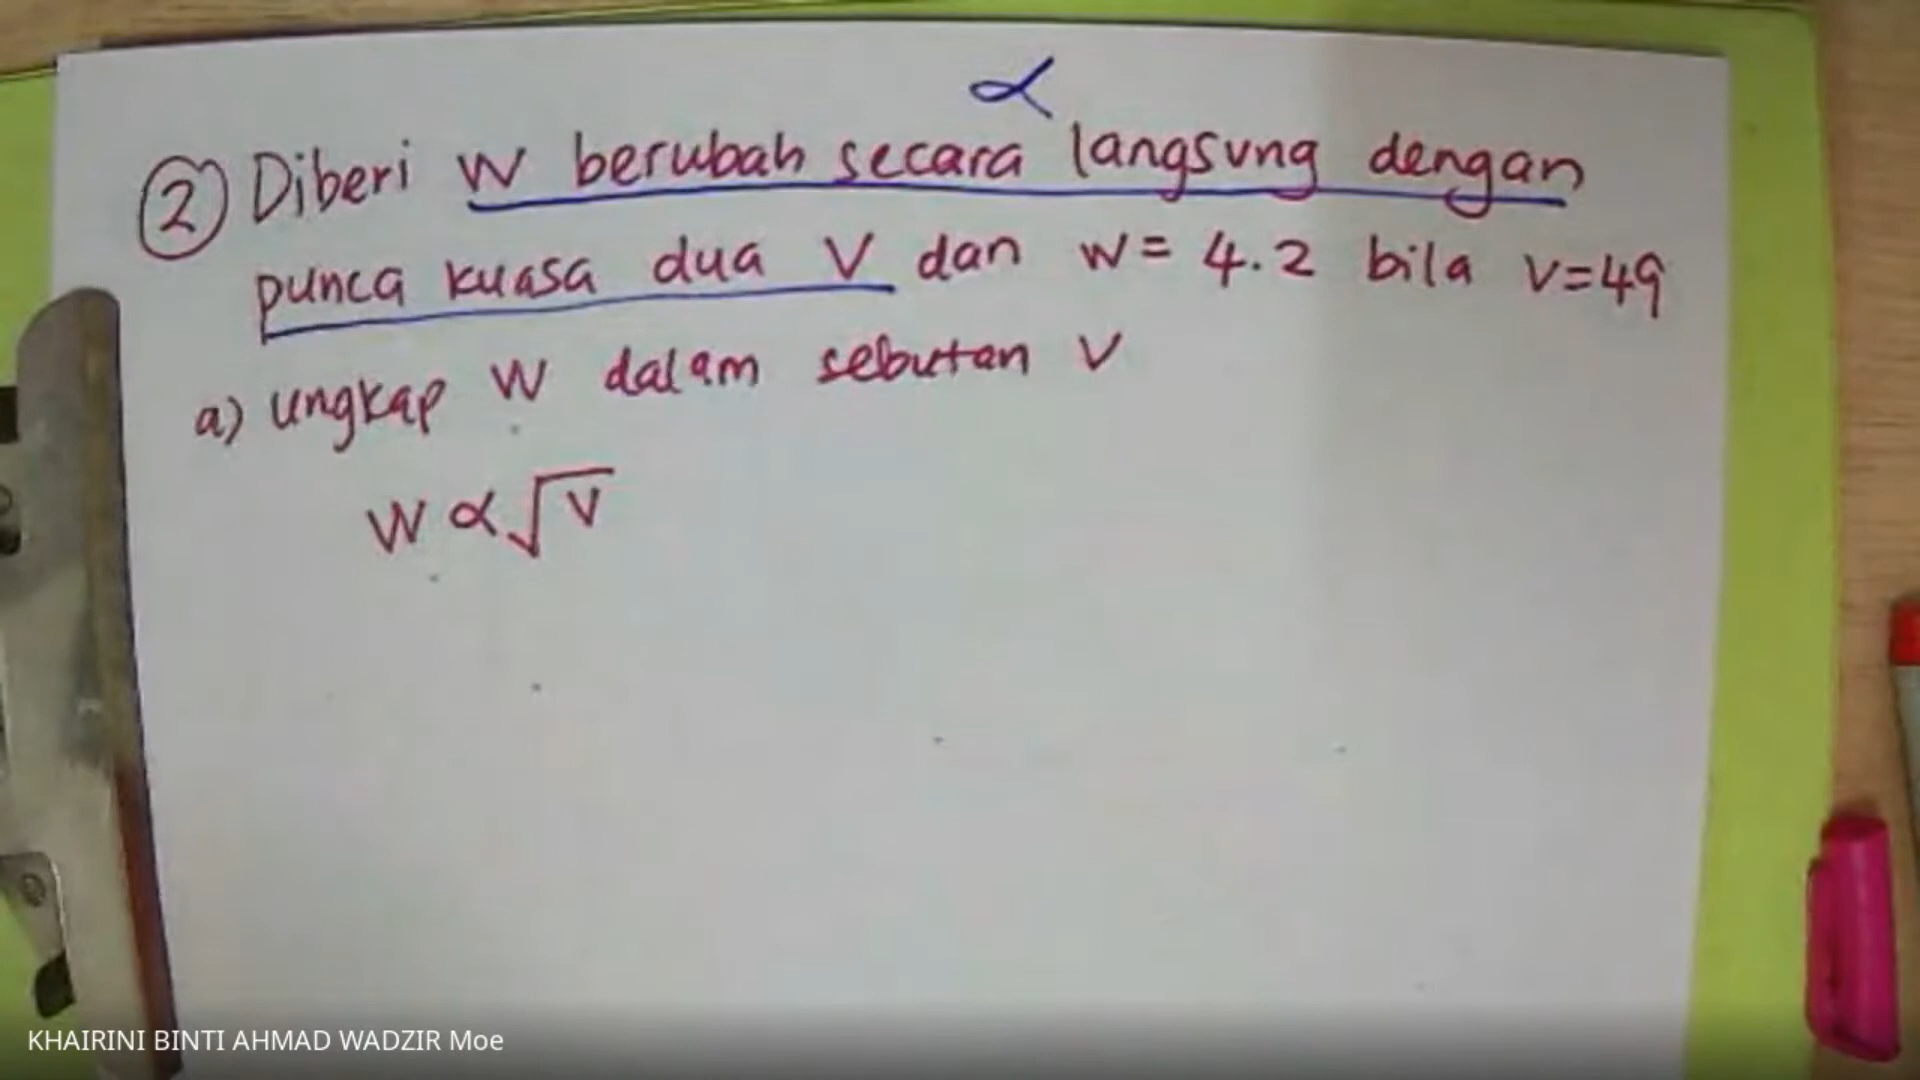 ∝
② Diberi W berubah secara langsung dengan
punca kuasa dua V dan w = 4.2 bila v=49
a) ungkap W dalam sebutan V
W ∝ √V
KHAIRINI BINTI AHMAD WADZIR Moe